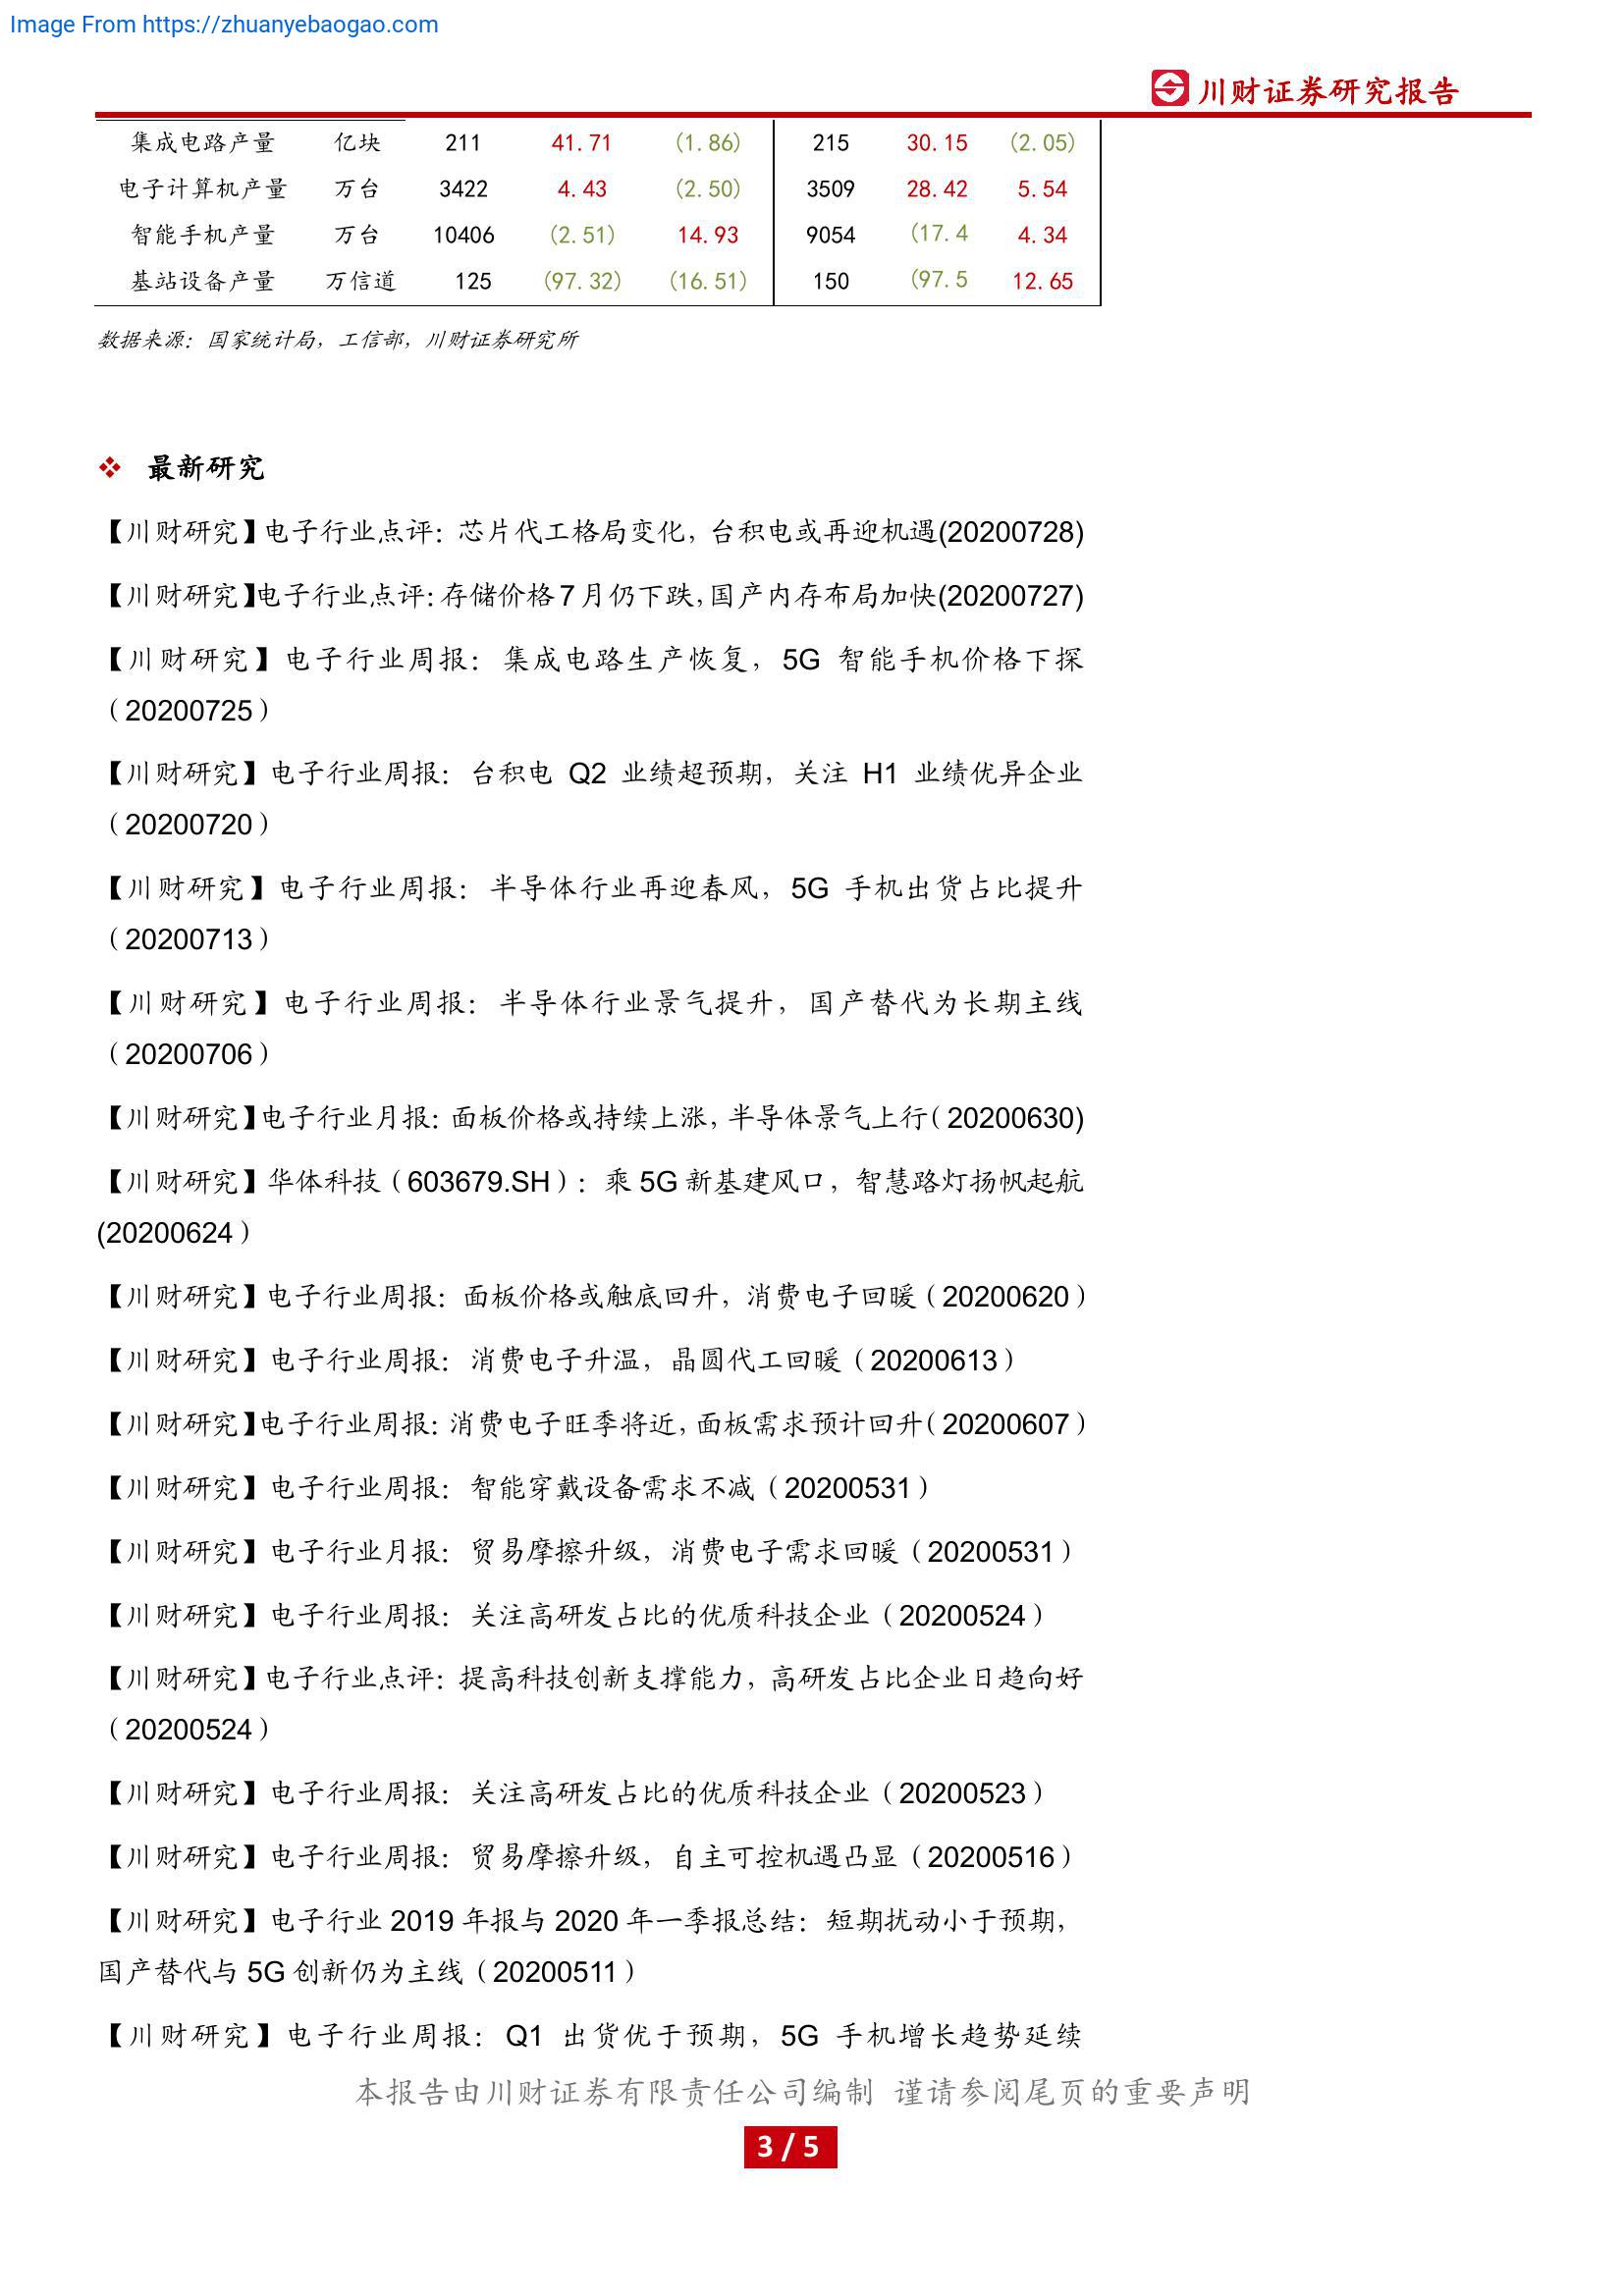 Image From https://zhuanyebaogao.com
川财证券研究报告
集成电路产量 亿块 211 41.71 (1.86) 215 30.15 (2.05)
电子计算机产量 万台 3422 4.43 (2.50) 3509 28.42 5.54
智能手机产量 万台 10406 (2.51) 14.93 9054 (17.4 4.34
基站设备产量 万信道 125 (97.32) (16.51) 150 (97.5 12.65
数据来源：国家统计局，工信部，川财证券研究所
❖ 最新研究
【川财研究】电子行业点评：芯片代工格局变化，台积电或再迎机遇(20200728)
【川财研究】电子行业点评：存储价格 7 月仍下跌，国产内存布局加快(20200727)
【川财研究】电子行业周报：集成电路生产恢复，5G 智能手机价格下探
（20200725）
【川财研究】电子行业周报：台积电 Q2 业绩超预期，关注 H1 业绩优异企业
（20200720）
【川财研究】电子行业周报：半导体行业再迎春风，5G 手机出货占比提升
（20200713）
【川财研究】电子行业周报：半导体行业景气提升，国产替代为长期主线
（20200706）
【川财研究】电子行业月报：面板价格或持续上涨，半导体景气上行（20200630)
【川财研究】华体科技（603679.SH）：乘 5G 新基建风口，智慧路灯扬帆起航
(20200624）
【川财研究】电子行业周报：面板价格或触底回升，消费电子回暖（20200620）
【川财研究】电子行业周报：消费电子升温，晶圆代工回暖（20200613）
【川财研究】电子行业周报：消费电子旺季将近，面板需求预计回升（20200607）
【川财研究】电子行业周报：智能穿戴设备需求不减（20200531）
【川财研究】电子行业月报：贸易摩擦升级，消费电子需求回暖（20200531）
【川财研究】电子行业周报：关注高研发占比的优质科技企业（20200524）
【川财研究】电子行业点评：提高科技创新支撑能力，高研发占比企业日趋向好
（20200524）
【川财研究】电子行业周报：关注高研发占比的优质科技企业（20200523）
【川财研究】电子行业周报：贸易摩擦升级，自主可控机遇凸显（20200516）
【川财研究】电子行业 2019 年报与 2020 年一季报总结：短期扰动小于预期，
国产替代与 5G 创新仍为主线（20200511）
【川财研究】电子行业周报：Q1 出货优于预期，5G 手机增长趋势延续
本报告由川财证券有限责任公司编制 谨请参阅尾页的重要声明
3 / 5